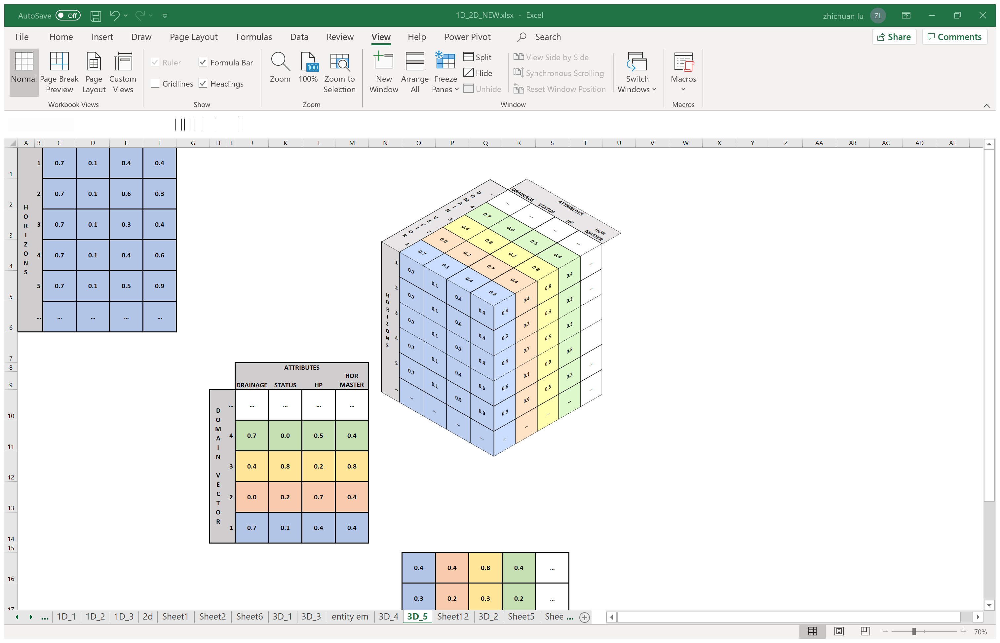 AutoSave Off
1D_2D_NEW.xlsx - Excel
zhichuan lu ZL
File Home Insert Draw Page Layout Formulas Data Review View Help Power Pivot Search Share Comments
Normal
Page Break Preview
Page Layout
Custom Views
Workbook Views
Ruler
Formula Bar
Gridlines
Headings
Show
Zoom
100
100%
Zoom to Selection
Zoom
New Window
Arrange All
Freeze Panes
Split
Hide
Unhide
View Side by Side
Synchronous Scrolling
Reset Window Position
Window
Switch Windows
Macros
Macros
A B C D E F G H I J K L M N O P Q R S T U V W X Y Z AA AB AC AD AE
1 2 3 4 5 6 7 8 9 10 11 12 13 14 15 16 17
HORIZONS
1 0.7 0.1 0.4 0.4
2 0.7 0.1 0.6 0.3
3 0.7 0.1 0.3 0.4
4 0.7 0.1 0.4 0.6
5 0.7 0.1 0.5 0.9
... ... ... ... ...
ATTRIBUTES
DRAINAGE STATUS HP HOR MASTER
DOMAIN VECTOR
... ... ... ... ...
4 0.7 0.0 0.5 0.4
3 0.4 0.8 0.2 0.8
2 0.0 0.2 0.7 0.4
1 0.7 0.1 0.4 0.4
DOMAIN VECTOR
... 4 3 2 1
ATTRIBUTES
DRAINAGE STATUS HP HOR MASTER
... ... ... ...
0.7 0.0 0.5 0.4
0.4 0.8 0.2 0.8
0.0 0.2 0.7 0.4
0.7 0.1 0.4 0.4
HORIZONS
1 0.7 0.1 0.4 0.4
2 0.7 0.1 0.6 0.3
3 0.7 0.1 0.3 0.4
4 0.7 0.1 0.4 0.6
5 0.7 0.1 0.5 0.9
... ... ... ... ...
0.4 0.4 0.8 0.4 ...
0.3 0.2 0.3 0.2 ...
0.4 0.7 0.5 0.3
0.6 0.1 0.9 0.8
0.9 0.9 0.5 0.2 ...
... ... ... ... ...
0.4 0.4 0.8 0.4 ...
0.3 0.2 0.3 0.2 ...
... 1D_1 1D_2 1D_3 2d Sheet1 Sheet2 Sheet6 3D_1 3D_3 entity em 3D_4 3D_5 Sheet12 3D_2 Sheet5 Shee ...
70%